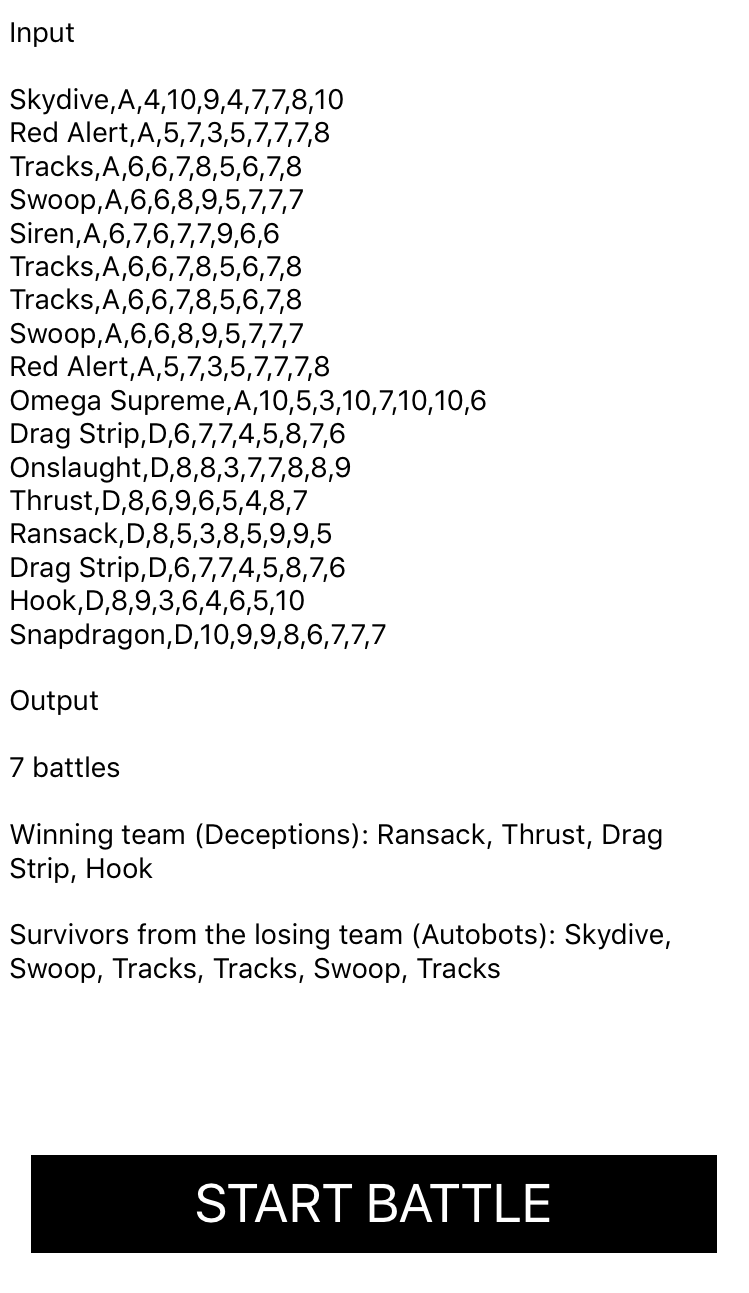 Input
Skydive,A,4,10,9,4,7,7,8,10
Red Alert,A,5,7,3,5,7,7,7,8
Tracks,A,6,6,7,8,5,6,7,8
Swoop,A,6,6,8,9,5,7,7,7
Siren,A,6,7,6,7,7,9,6,6
Tracks,A,6,6,7,8,5,6,7,8
Tracks,A,6,6,7,8,5,6,7,8
Swoop,A,6,6,8,9,5,7,7,7
Red Alert,A,5,7,3,5,7,7,7,8
Omega Supreme,A,10,5,3,10,7,10,10,6
Drag Strip,D,6,7,7,4,5,8,7,6
Onslaught,D,8,8,3,7,7,8,8,9
Thrust,D,8,6,9,6,5,4,8,7
Ransack,D,8,5,3,8,5,9,9,5
Drag Strip,D,6,7,7,4,5,8,7,6
Hook,D,8,9,3,6,4,6,5,10
Snapdragon,D,10,9,9,8,6,7,7,7
Output
7 battles
Winning team (Deceptions): Ransack, Thrust, Drag
Strip, Hook
Survivors from the losing team (Autobots): Skydive,
Swoop, Tracks, Tracks, Swoop, Tracks
START BATTLE